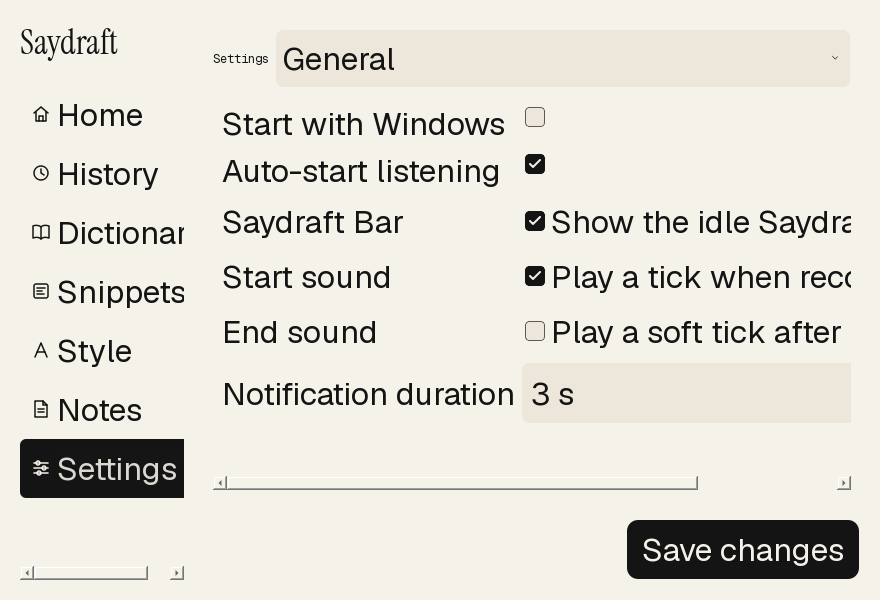 Saydraft
Home
History
Dictionar
Snippets
Style
Notes
Settings
Settings General
Start with Windows
Auto-start listening
Saydraft Bar Show the idle Saydra
Start sound Play a tick when reco
End sound Play a soft tick after
Notification duration 3 s
Save changes